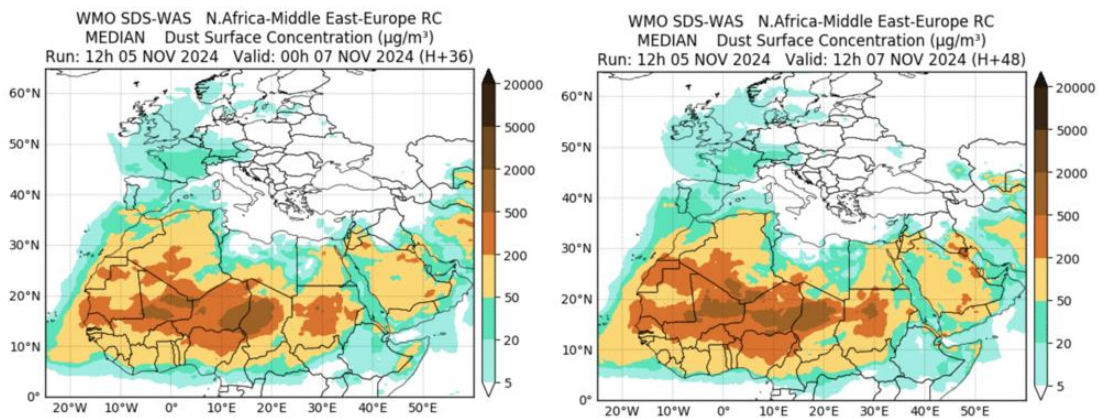 WMO SDS-WAS N.Africa-Middle East-Europe RC
MEDIAN Dust Surface Concentration (µg/m³)
Run: 12h 05 NOV 2024 Valid: 00h 07 NOV 2024 (H+36)
60°N
50°N
40°N
30°N
20°N
10°N
0°
20°W 10°W 0° 10°E 20°E 30°E 40°E 50°E
20000
5000
2000
500
200
50
20
5
WMO SDS-WAS N.Africa-Middle East-Europe RC
MEDIAN Dust Surface Concentration (µg/m³)
Run: 12h 05 NOV 2024 Valid: 12h 07 NOV 2024 (H+48)
60°N
50°N
40°N
30°N
20°N
10°N
0°
20°W 10°W 0° 10°E 20°E 30°E 40°E 50°E
20000
5000
2000
500
200
50
20
5